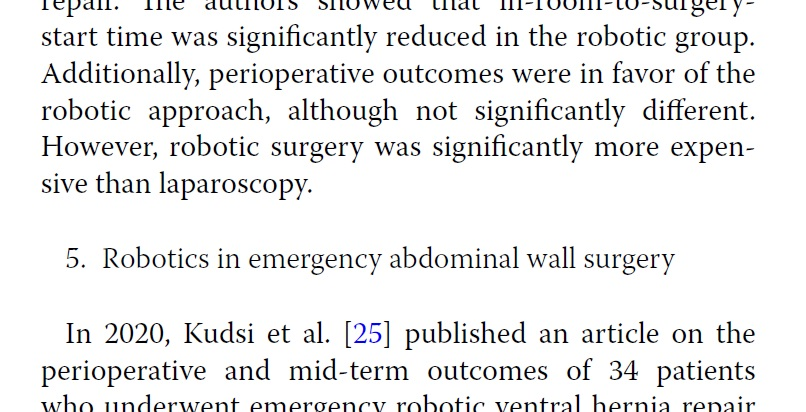 repair. The authors showed that in-room-to-surgery-
start time was significantly reduced in the robotic group.
Additionally, perioperative outcomes were in favor of the
robotic approach, although not significantly different.
However, robotic surgery was significantly more expen-
sive than laparoscopy.
5. Robotics in emergency abdominal wall surgery
In 2020, Kudsi et al. [25] published an article on the
perioperative and mid-term outcomes of 34 patients
who underwent emergency robotic ventral hernia repair